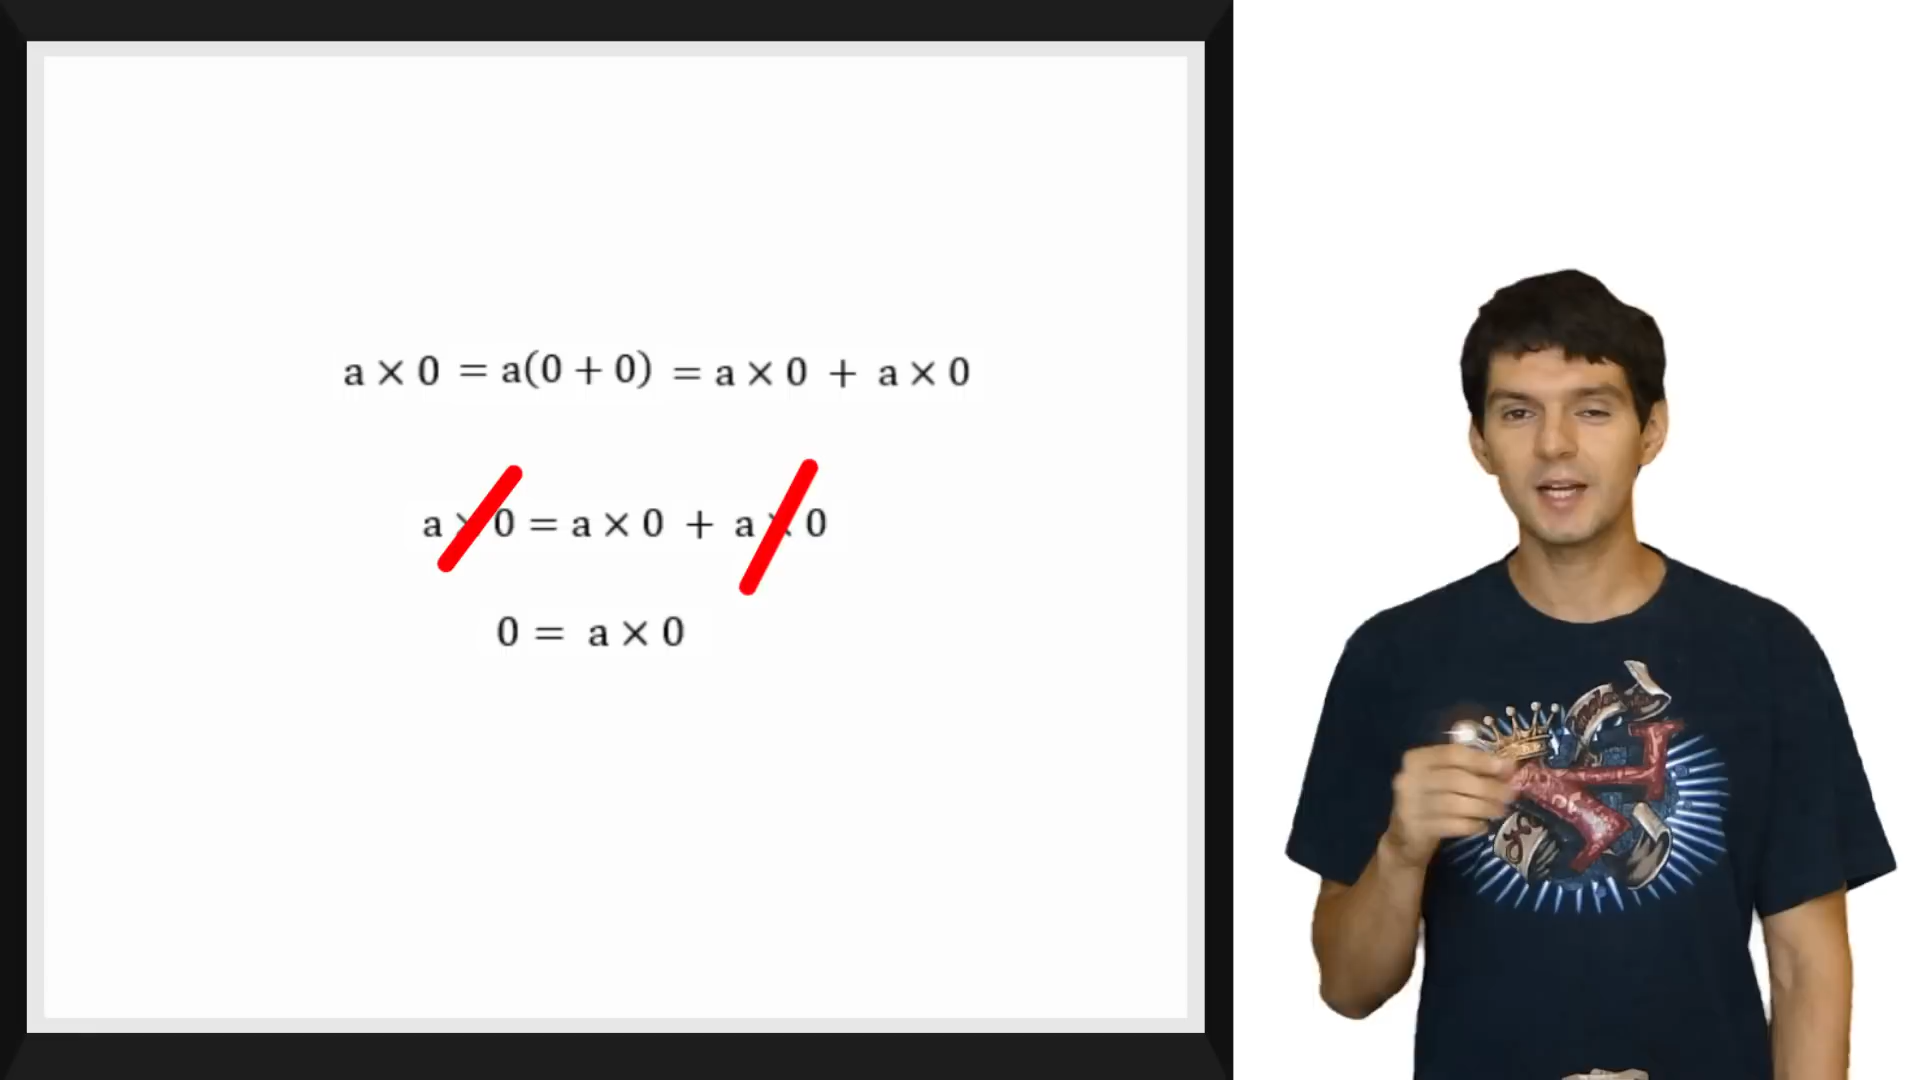 a × 0 = a(0 + 0) = a × 0 + a × 0
a × 0 = a × 0 + a × 0
0 = a × 0